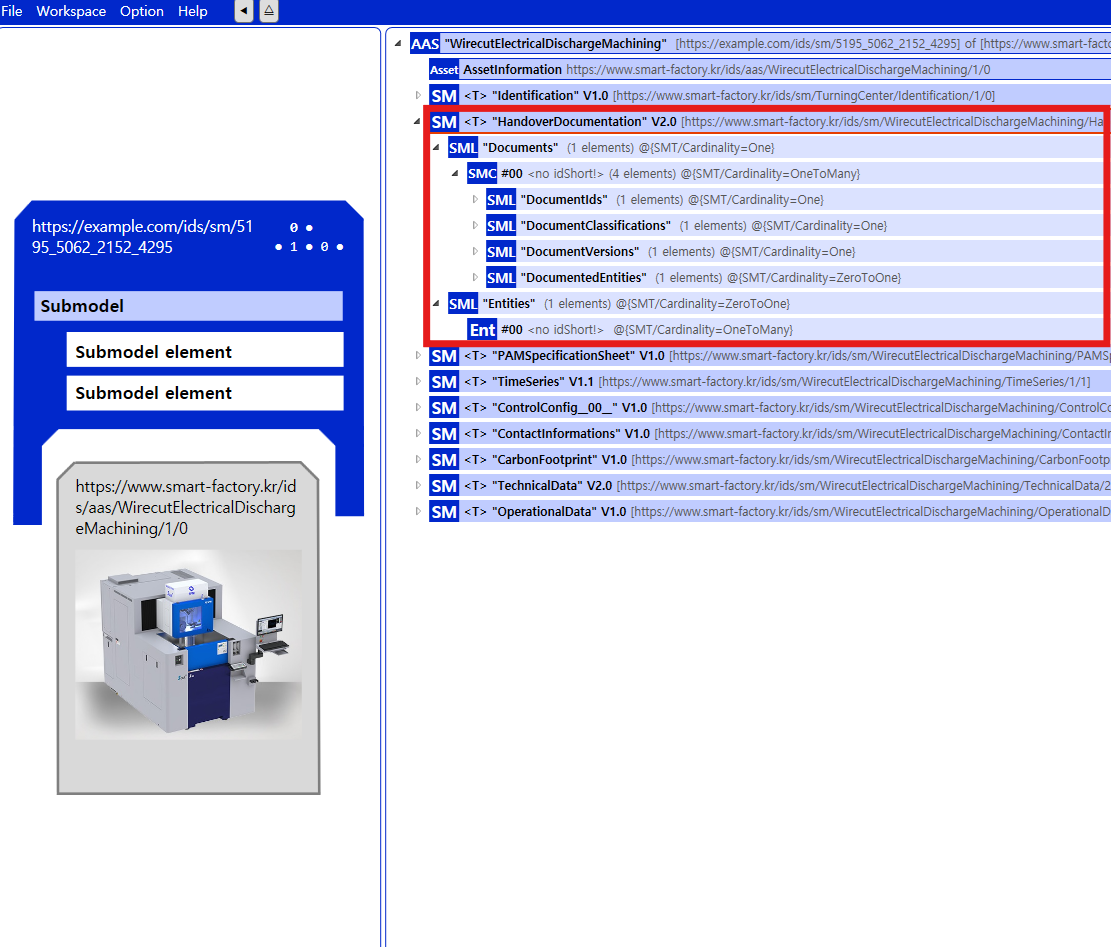 File Workspace Option Help
https://example.com/ids/sm/51
95_5062_2152_4295
0
1 0
Submodel
Submodel element
Submodel element
https://www.smart-factory.kr/id
s/aas/WirecutElectricalDischarg
eMachining/1/0
AAS "WirecutElectricalDischargeMachining" [https://example.com/ids/sm/5195_5062_2152_4295] of [https://www.smart-facto
Asset AssetInformation https://www.smart-factory.kr/ids/aas/WirecutElectricalDischargeMachining/1/0
SM <T> "Identification" V1.0 [https://www.smart-factory.kr/ids/sm/TurningCenter/Identification/1/0]
SM <T> "HandoverDocumentation" V2.0 [https://www.smart-factory.kr/ids/sm/WirecutElectricalDischargeMachining/Ha
SML "Documents" (1 elements) @{SMT/Cardinality=One}
SMC #00 <no idShort!> (4 elements) @{SMT/Cardinality=OneToMany}
SML "DocumentIds" (1 elements) @{SMT/Cardinality=One}
SML "DocumentClassifications" (1 elements) @{SMT/Cardinality=One}
SML "DocumentVersions" (1 elements) @{SMT/Cardinality=One}
SML "DocumentedEntities" (1 elements) @{SMT/Cardinality=ZeroToOne}
SML "Entities" (1 elements) @{SMT/Cardinality=ZeroToOne}
Ent #00 <no idShort!> @{SMT/Cardinality=OneToMany}
SM <T> "PAMSpecificationSheet" V1.0 [https://www.smart-factory.kr/ids/sm/WirecutElectricalDischargeMachining/PAMSp
SM <T> "TimeSeries" V1.1 [https://www.smart-factory.kr/ids/sm/WirecutElectricalDischargeMachining/TimeSeries/1/1]
SM <T> "ControlConfig__00__" V1.0 [https://www.smart-factory.kr/ids/sm/WirecutElectricalDischargeMachining/ControlCo
SM <T> "ContactInformations" V1.0 [https://www.smart-factory.kr/ids/sm/WirecutElectricalDischargeMachining/ContactIn
SM <T> "CarbonFootprint" V1.0 [https://www.smart-factory.kr/ids/sm/WirecutElectricalDischargeMachining/CarbonFootp
SM <T> "TechnicalData" V2.0 [https://www.smart-factory.kr/ids/sm/WirecutElectricalDischargeMachining/TechnicalData/2
SM <T> "OperationalData" V1.0 [https://www.smart-factory.kr/ids/sm/WirecutElectricalDischargeMachining/OperationalD